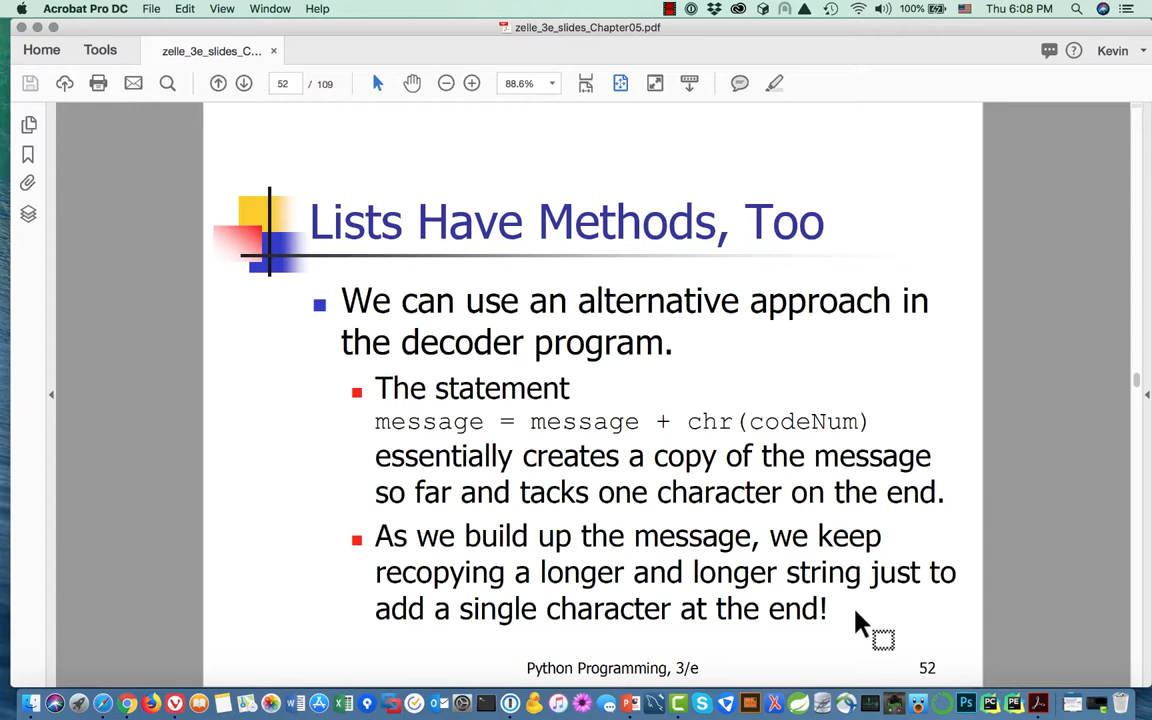 Acrobat Pro DC File Edit View Window Help 100% Thu 6:08 PM
zelle_3e_slides_Chapter05.pdf
Home Tools zelle_3e_slides_C... × Kevin
52 / 109 88.6%
Lists Have Methods, Too
We can use an alternative approach in
the decoder program.
The statement
message = message + chr(codeNum)
essentially creates a copy of the message
so far and tacks one character on the end.
As we build up the message, we keep
recopying a longer and longer string just to
add a single character at the end!
Python Programming, 3/e 52